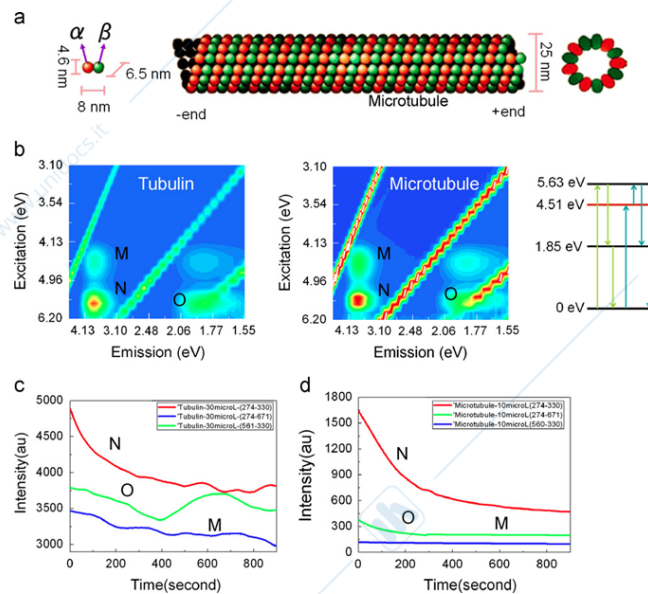 a
α β
4.6 nm
6.5 nm
8 nm
-end
Microtubule
+end
25 nm
b
Tubulin
Excitation (eV)
3.10
3.54
4.13
4.96
6.20
M
N
O
4.13 3.10 2.48 2.06 1.77 1.55
Emission (eV)
Microtubule
Excitation (eV)
3.10
3.54
4.13
4.96
6.20
M
N
O
4.13 3.10 2.48 2.06 1.77 1.55
Emission (eV)
5.63 eV
4.51 eV
1.85 eV
0 eV
c
Intensity(au)
5000
4500
4000
3500
3000
'Tubulin-30microL-(274-330)
'Tubulin-30microL-(274-671)
'Tubulin-30microL-(561-330)
N
O
M
0 200 400 600 800
Time(second)
d
Intensity(au)
1800
1500
1200
900
600
300
0
'Microtubule-10microL(274-330)
'Microtubule-10microL(274-671)
'Microtubule-10microL(560-330)
N
O
M
0 200 400 600 800
Time(second)